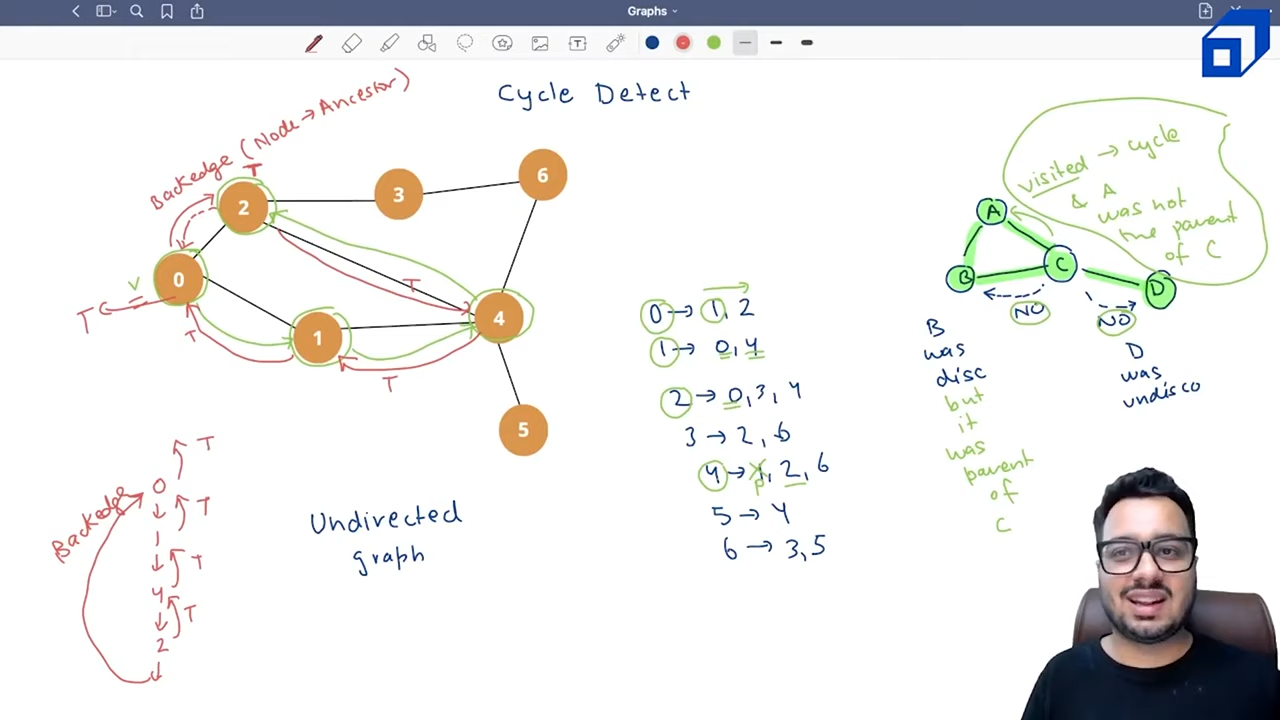 Graphs
Cycle Detect
Backedge (Node → Ancestor)
T
2
3
6
0
V
T ←
T
1
4
T
T
5
0 → 1, 2
1 → 0, 4
2 → 0, 3, 4
3 → 2, 6
4 → 1, 2, 6
P
5 → 4
6 → 3, 5
Undirected
graph
Backedge
0
T
1
T
4
T
2
T
visited → cycle
& A
was not
the parent
of C
A
B
C
D
NO
NO
B
was
disc
but
it
was
parent
of
C
D
was
undisco